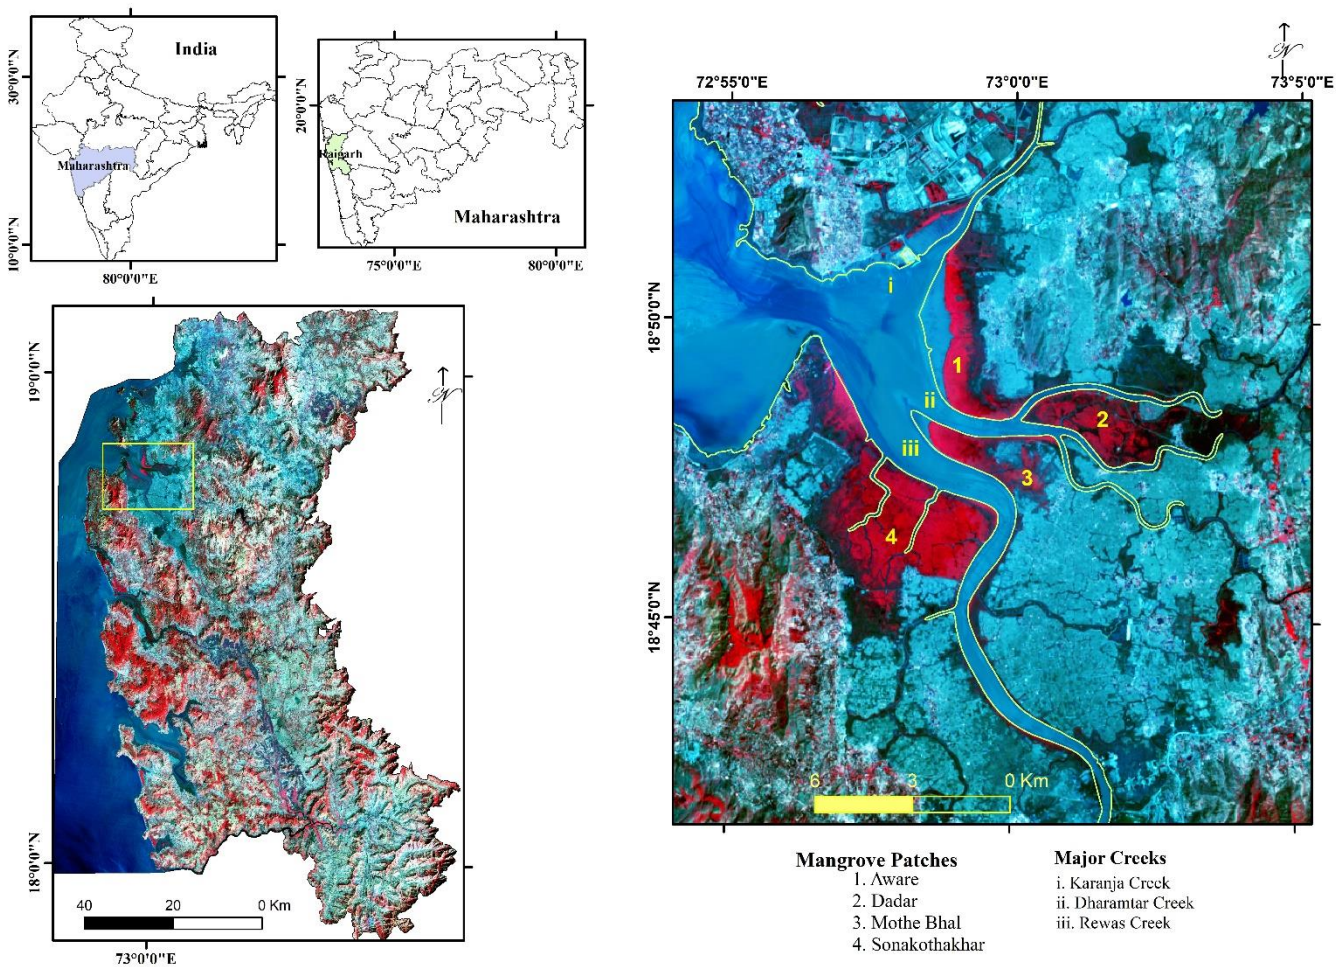 India
30°0'0"N
Maharashtra
10°0'0"N
80°0'0"E
20°0'0"N
Raigarh
Maharashtra
75°0'0"E
80°0'0"E
19°0'0"N
N
18°0'0"N
40 20 0 Km
73°0'0"E
N
72°55'0"E 73°0'0"E 73°5'0"E
18°50'0"N
18°45'0"N
i
1
ii
2
iii
3
4
6 3 0 Km
Mangrove Patches
1. Aware
2. Dadar
3. Mothe Bhal
4. Sonakothakhar
Major Creeks
i. Karanja Creek
ii. Dharamtar Creek
iii. Rewas Creek